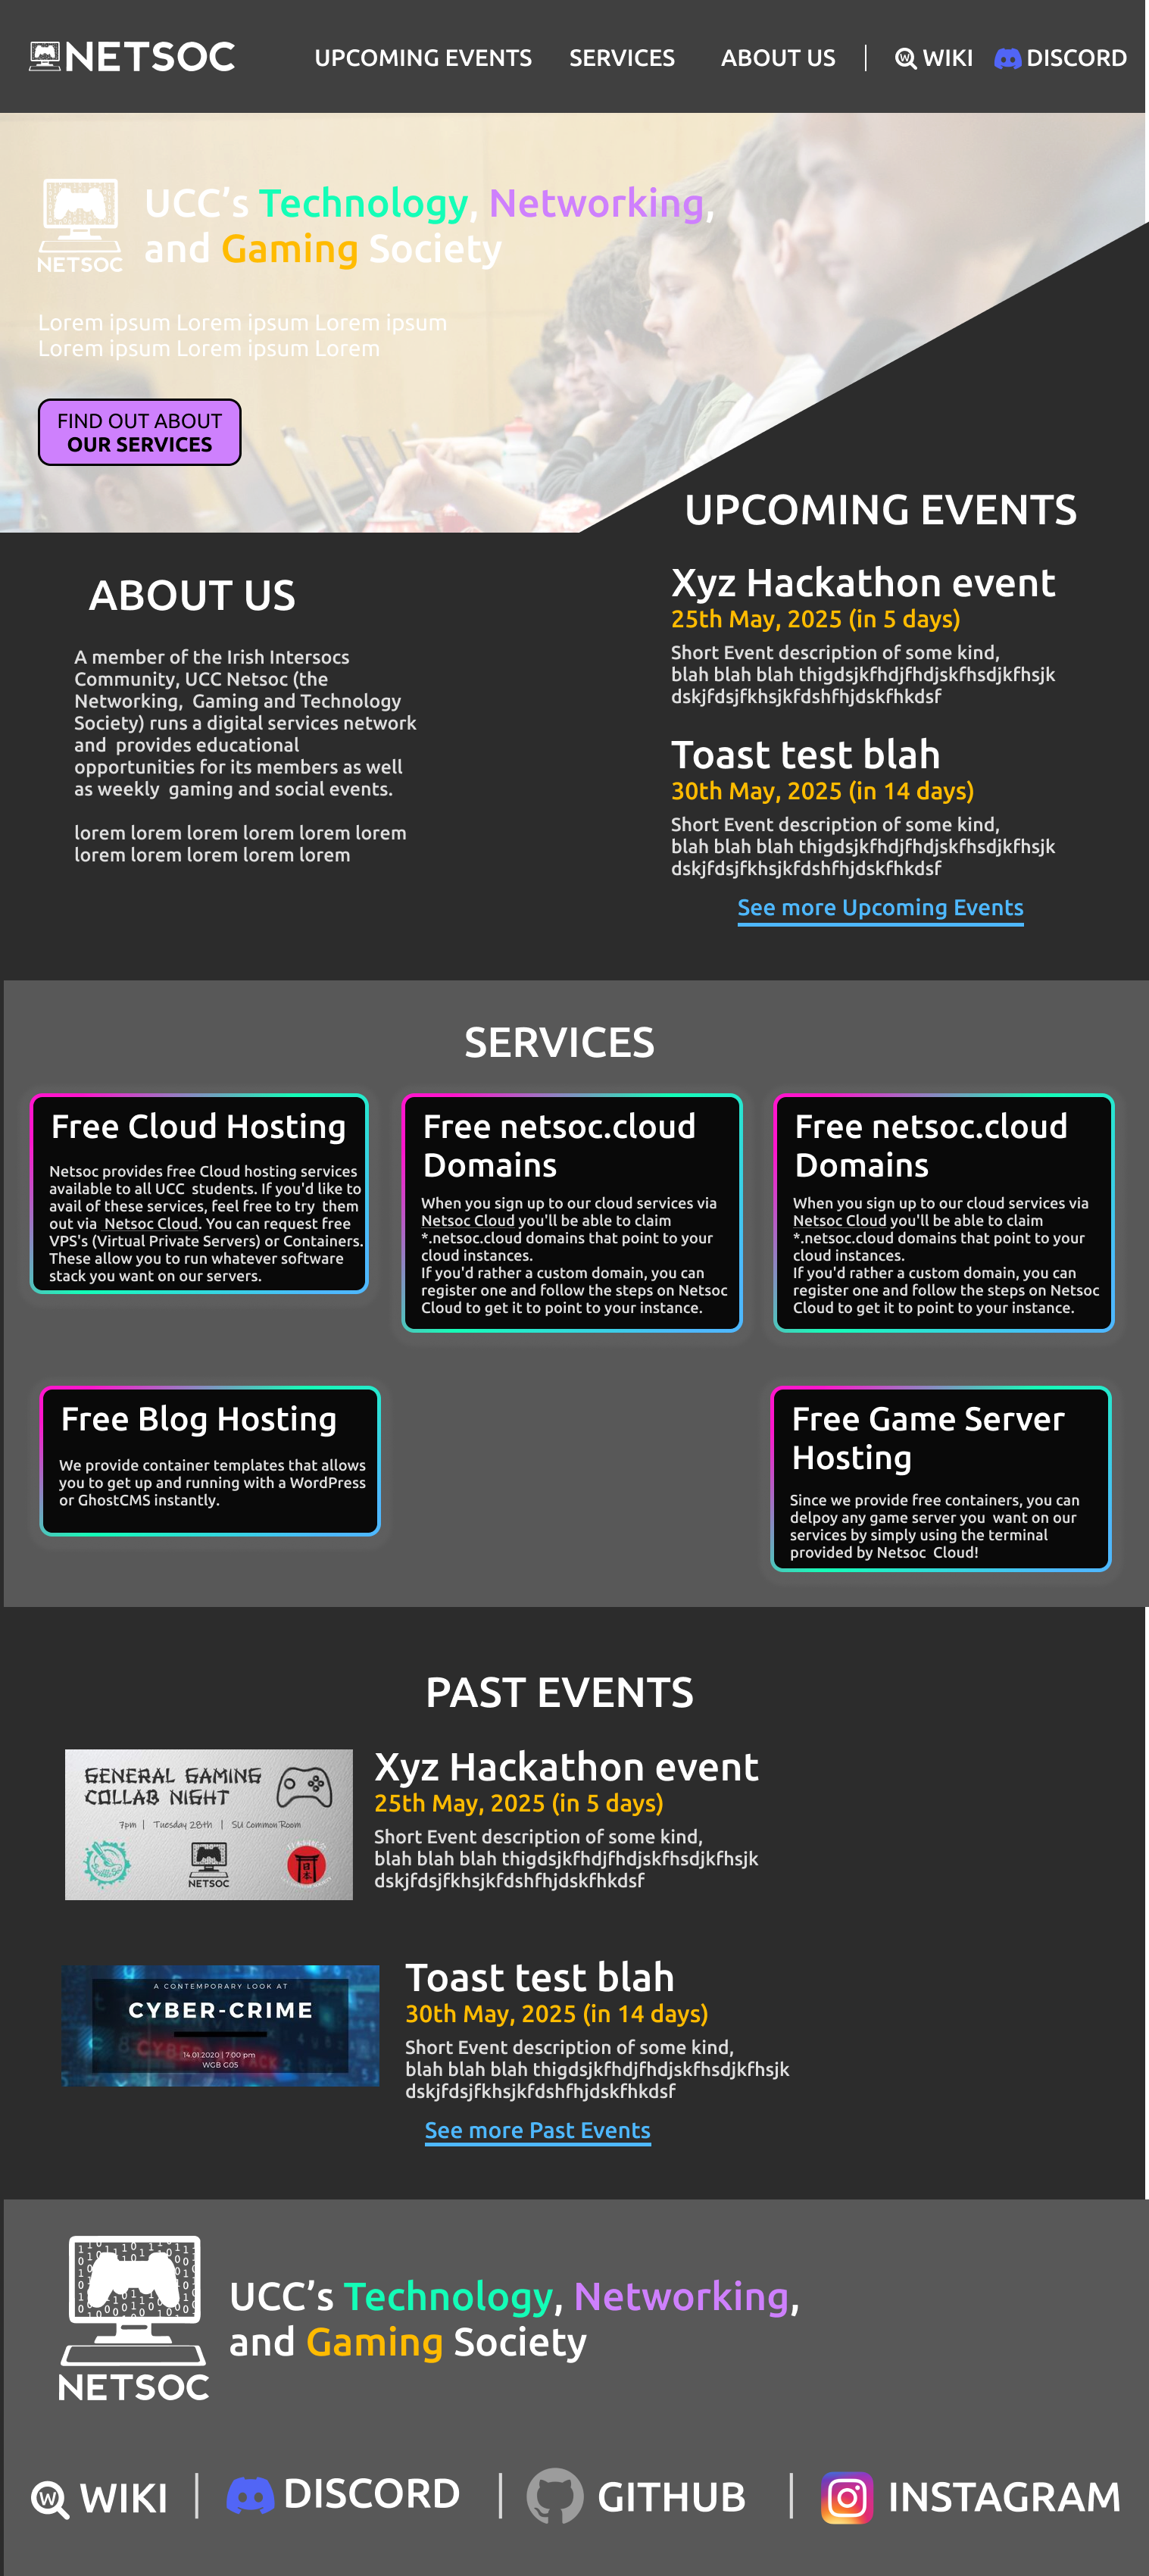 NETSOC
UPCOMING EVENTS SERVICES ABOUT US | WIKI DISCORD
UCC's Technology, Networking,
and Gaming Society
NETSOC
Lorem ipsum Lorem ipsum Lorem ipsum
Lorem ipsum Lorem ipsum Lorem
FIND OUT ABOUT
OUR SERVICES
ABOUT US
A member of the Irish Intersocs
Community, UCC Netsoc (the
Networking,  Gaming and Technology
Society) runs a digital services network
and  provides educational
opportunities for its members as well
as weekly  gaming and social events.
lorem lorem lorem lorem lorem lorem
lorem lorem lorem lorem lorem
UPCOMING EVENTS
Xyz Hackathon event
25th May, 2025 (in 5 days)
Short Event description of some kind,
blah blah blah thigdsjkfhdjfhdjskfhsdjkfhsjk
dskjfdsjfkhsjkfdshfhjdskfhkdsf
Toast test blah
30th May, 2025 (in 14 days)
Short Event description of some kind,
blah blah blah thigdsjkfhdjfhdjskfhsdjkfhsjk
dskjfdsjfkhsjkfdshfhjdskfhkdsf
See more Upcoming Events
SERVICES
Free Cloud Hosting
Netsoc provides free Cloud hosting services
available to all UCC  students. If you'd like to
avail of these services, feel free to try  them
out via  Netsoc Cloud. You can request free
VPS's (Virtual Private Servers) or Containers.
These allow you to run whatever software
stack you want on our servers.
Free netsoc.cloud
Domains
When you sign up to our cloud services via
Netsoc Cloud you'll be able to claim
*.netsoc.cloud domains that point to your
cloud instances.
If you'd rather a custom domain, you can
register one and follow the steps on Netsoc
Cloud to get it to point to your instance.
Free netsoc.cloud
Domains
When you sign up to our cloud services via
Netsoc Cloud you'll be able to claim
*.netsoc.cloud domains that point to your
cloud instances.
If you'd rather a custom domain, you can
register one and follow the steps on Netsoc
Cloud to get it to point to your instance.
Free Blog Hosting
We provide container templates that allows
you to get up and running with a WordPress
or GhostCMS instantly.
Free Game Server
Hosting
Since we provide free containers, you can
delpoy any game server you  want on our
services by simply using the terminal
provided by Netsoc  Cloud!
PAST EVENTS
GENERAL GAMING
COLLAB NIGHT
7pm | Tuesday 28th | SU Common Room
NETSOC
日本
Xyz Hackathon event
25th May, 2025 (in 5 days)
Short Event description of some kind,
blah blah blah thigdsjkfhdjfhdjskfhsdjkfhsjk
dskjfdsjfkhsjkfdshfhjdskfhkdsf
A CONTEMPORARY LOOK AT
CYBER-CRIME
14.01.2020 | 7:00 pm
WGB G05
Toast test blah
30th May, 2025 (in 14 days)
Short Event description of some kind,
blah blah blah thigdsjkfhdjfhdjskfhsdjkfhsjk
dskjfdsjfkhsjkfdshfhjdskfhkdsf
See more Past Events
UCC's Technology, Networking,
and Gaming Society
NETSOC
WIKI | DISCORD | GITHUB | INSTAGRAM